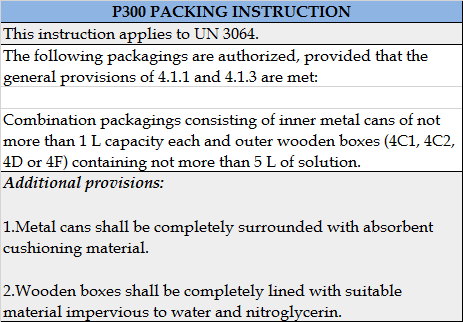 P300 PACKING INSTRUCTION
This instruction applies to UN 3064.
The following packagings are authorized, provided that the
general provisions of 4.1.1 and 4.1.3 are met:
Combination packagings consisting of inner metal cans of not
more than 1 L capacity each and outer wooden boxes (4C1, 4C2,
4D or 4F) containing not more than 5 L of solution.
Additional provisions:
1.Metal cans shall be completely surrounded with absorbent
cushioning material.
2.Wooden boxes shall be completely lined with suitable
material impervious to water and nitroglycerin.